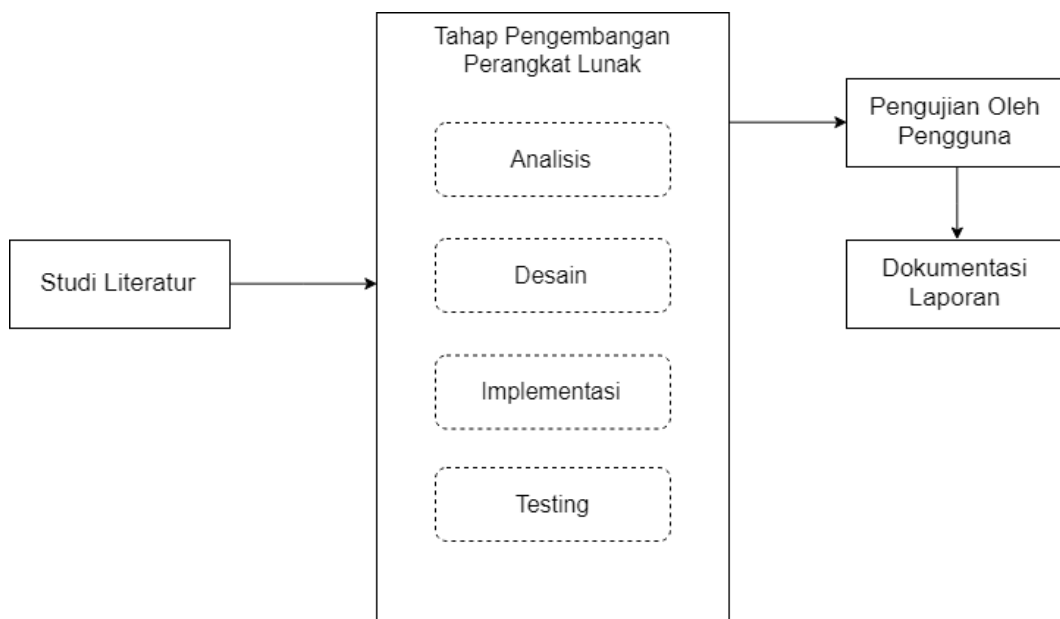 Studi Literatur
Tahap Pengembangan
Perangkat Lunak
Analisis
Desain
Implementasi
Testing
Pengujian Oleh
Pengguna
Dokumentasi
Laporan